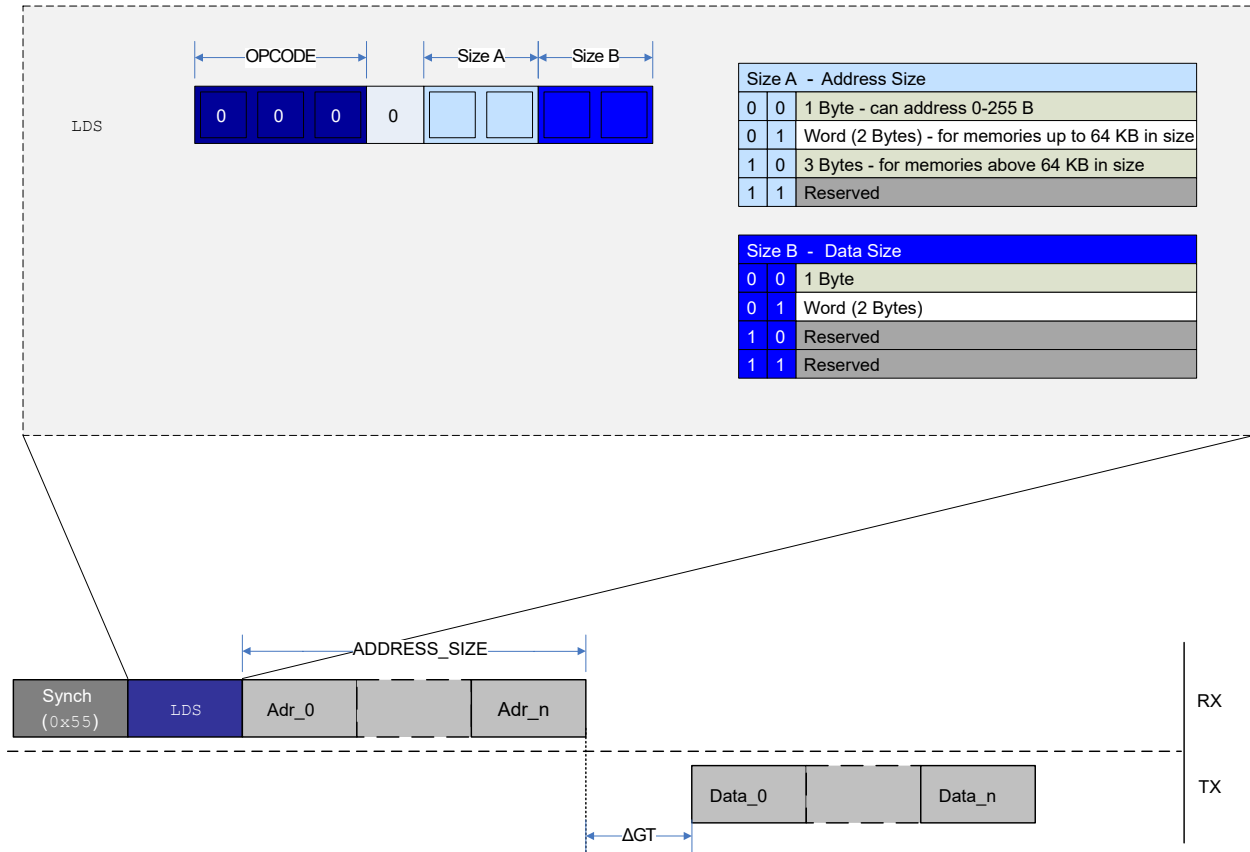 OPCODE Size A Size B
LDS 0 0 0 0
Size A - Address Size
0 0 1 Byte - can address 0-255 B
0 1 Word (2 Bytes) - for memories up to 64 KB in size
1 0 3 Bytes - for memories above 64 KB in size
1 1 Reserved
Size B - Data Size
0 0 1 Byte
0 1 Word (2 Bytes)
1 0 Reserved
1 1 Reserved
ADDRESS_SIZE
Synch
(0x55)
LDS
Adr_0
Adr_n
RX
Data_0
Data_n
TX
ΔGT